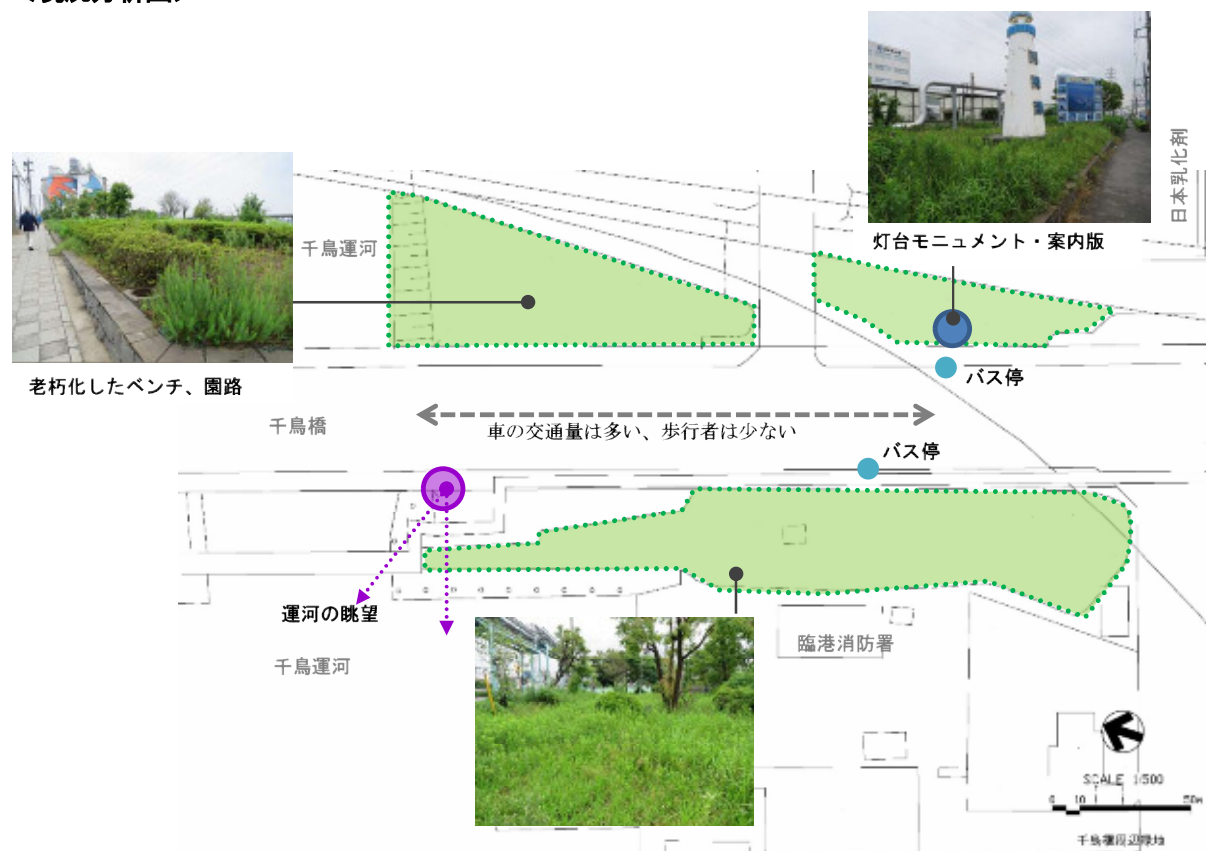 日本乳化剤
灯台モニュメント・案内版
千鳥運河
老朽化したベンチ、園路
バス停
千鳥橋
車の交通量は多い、歩行者は少ない
バス停
運河の眺望
千鳥運河
臨港消防署
SCALE 1/500
0 10 50m